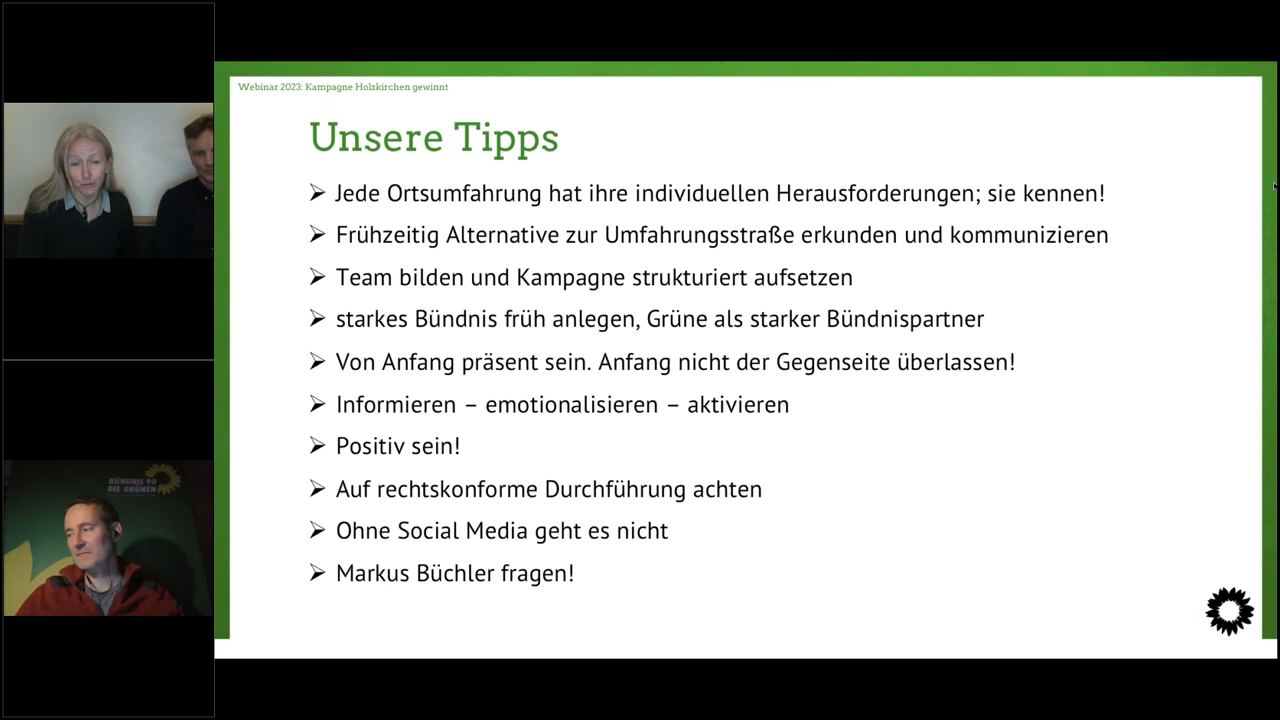 Webinar 2023: Kampagne Holzkirchen gewinnt
Unsere Tipps
➢ Jede Ortsumfahrung hat ihre individuellen Herausforderungen; sie kennen!
➢ Frühzeitig Alternative zur Umfahrungsstraße erkunden und kommunizieren
➢ Team bilden und Kampagne strukturiert aufsetzen
➢ starkes Bündnis früh anlegen, Grüne als starker Bündnispartner
➢ Von Anfang präsent sein. Anfang nicht der Gegenseite überlassen!
➢ Informieren – emotionalisieren – aktivieren
➢ Positiv sein!
➢ Auf rechtskonforme Durchführung achten
➢ Ohne Social Media geht es nicht
➢ Markus Büchler fragen!
BÜNDNIS 90
DIE GRÜNEN